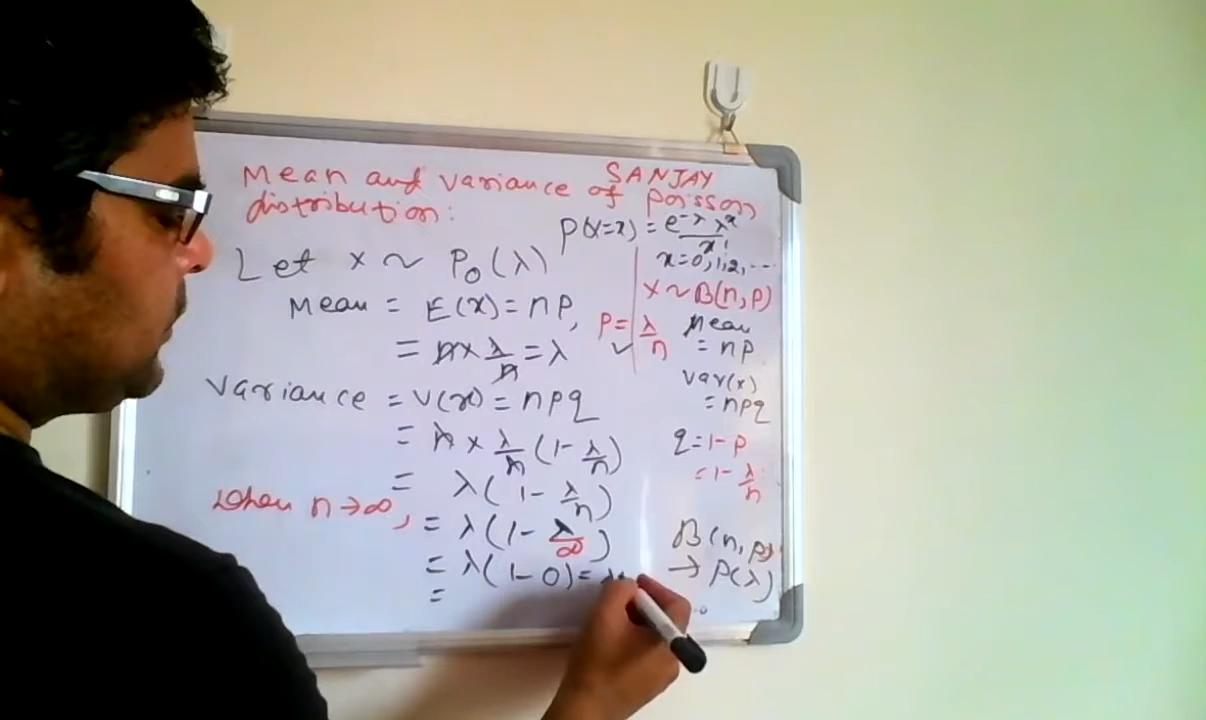 Mean and variance of Poisson
SANJAY
distribution:
P(x=x) = e^-λ λ^x / x!
x=0,1,2,...
Let x ~ Po(λ)
Mean = E(x) = np, P = λ/n
= n × λ/n = λ
Variance = V(x) = npq
= n × λ/n (1 - λ/n)
= λ(1 - λ/n)
when n→∞, = λ(1 - λ/∞)
= λ(1-0) = λ
=
x ~ B(n, p)
Mean
= np
var(x)
= npq
q = 1-p
= 1 - λ/n
B(n, p)
→ P(λ)